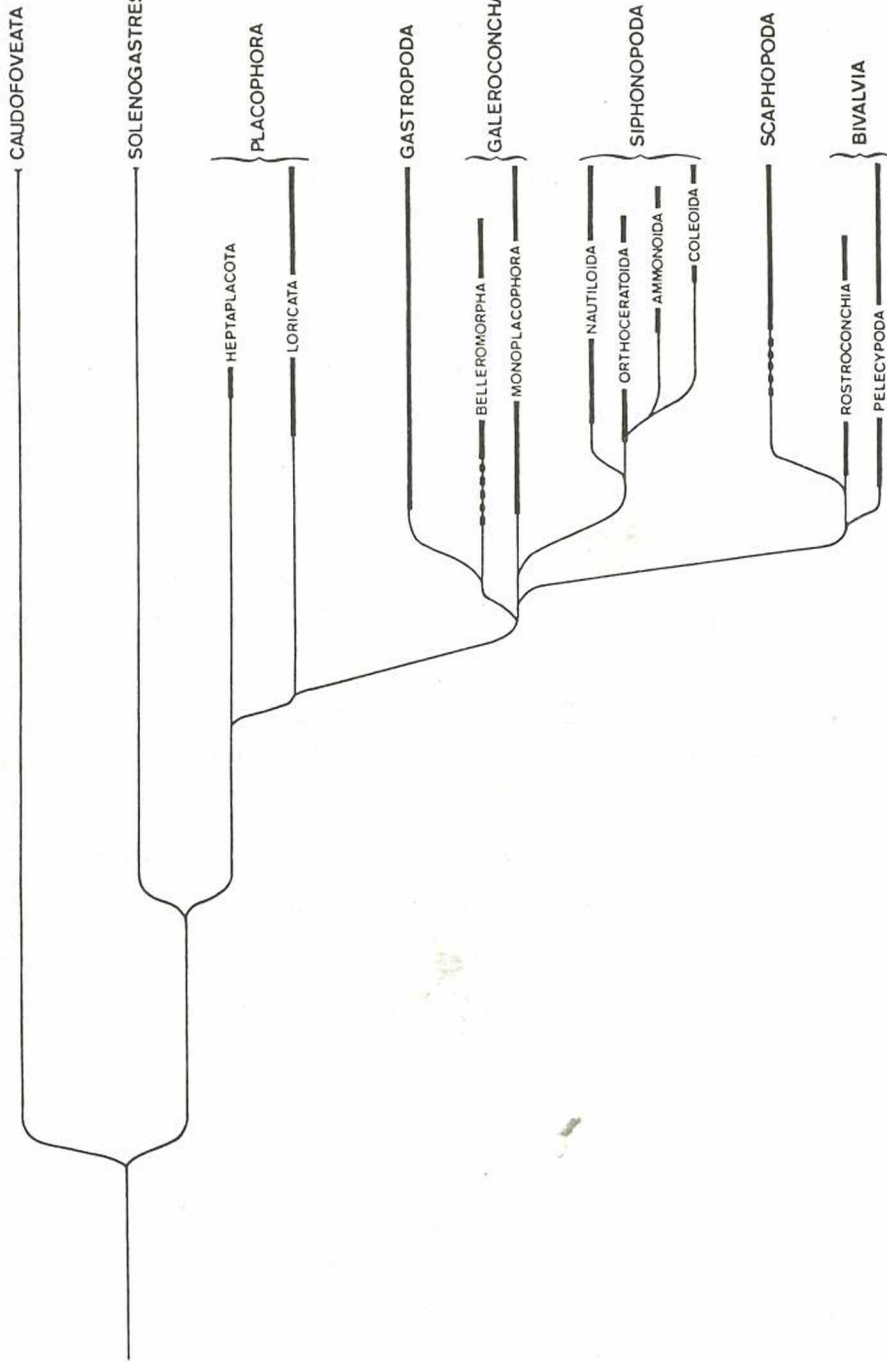 CAUDOFOVEATA
SOLENOGASTRES
PLACOPHORA
HEPTAPLACOTA
LORICATA
GASTROPODA
GALEROCONCHA
BELLEROMORPHA
MONOPLACOPHORA
SIPHONOPODA
NAUTILOIDA
ORTHOCERATOIDA
AMMONOIDA
COLEOIDA
SCAPHOPODA
BIVALVIA
ROSTROCONCHIA
PELECYPODA